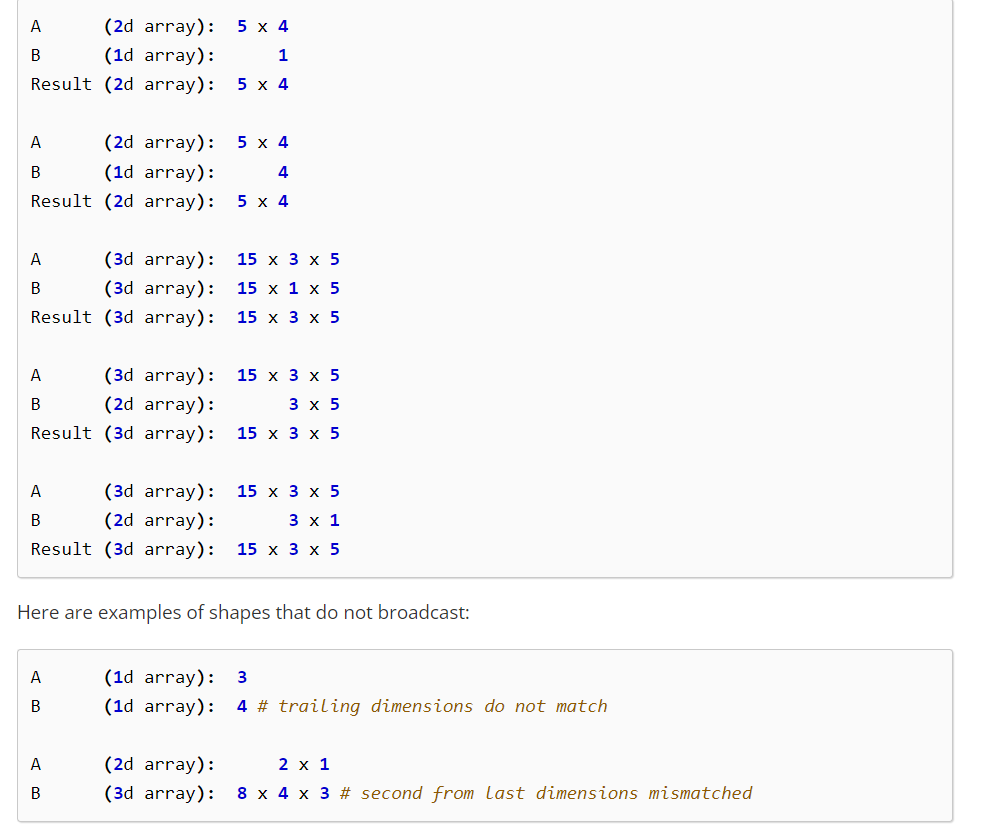 A      (2d array):  5 x 4
B      (1d array):      1
Result (2d array):  5 x 4

A      (2d array):  5 x 4
B      (1d array):      4
Result (2d array):  5 x 4

A      (3d array):  15 x 3 x 5
B      (3d array):  15 x 1 x 5
Result (3d array):  15 x 3 x 5

A      (3d array):  15 x 3 x 5
B      (2d array):       3 x 5
Result (3d array):  15 x 3 x 5

A      (3d array):  15 x 3 x 5
B      (2d array):       3 x 1
Result (3d array):  15 x 3 x 5
Here are examples of shapes that do not broadcast:
A      (1d array):  3
B      (1d array):  4 # trailing dimensions do not match

A      (2d array):      2 x 1
B      (3d array):  8 x 4 x 3 # second from last dimensions mismatched